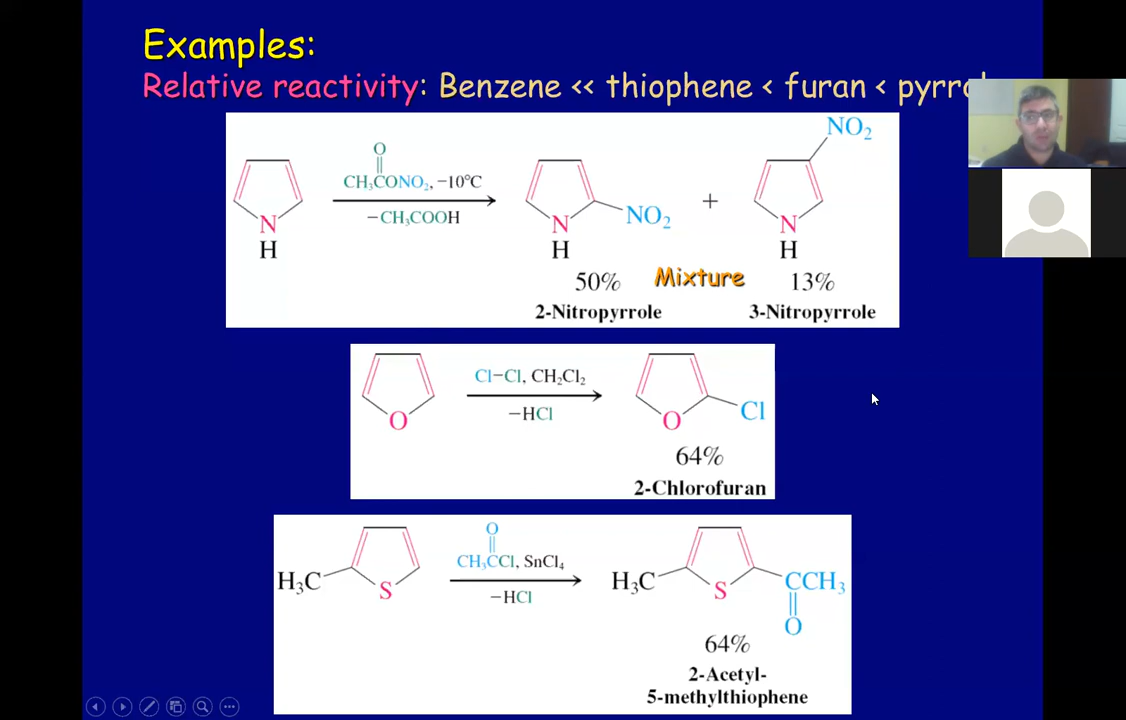 Examples:
Relative reactivity: Benzene << thiophene < furan <
NO₂
O
CH₃CONO₂, −10°C
−CH₃COOH
+
NO₂
N
H
N
H
N
H
50%
Mixture
13%
2-Nitropyrrole
3-Nitropyrrole
Cl−Cl, CH₂Cl₂
−HCl
O
O
Cl
64%
2-Chlorofuran
O
CH₃CCl, SnCl₄
−HCl
H₃C
S
H₃C
S
CCH₃
O
64%
2-Acetyl-
5-methylthiophene